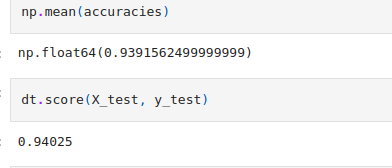 np.mean(accuracies)
np.float64(0.9391562499999999)
dt.score(X_test, y_test)
0.94025